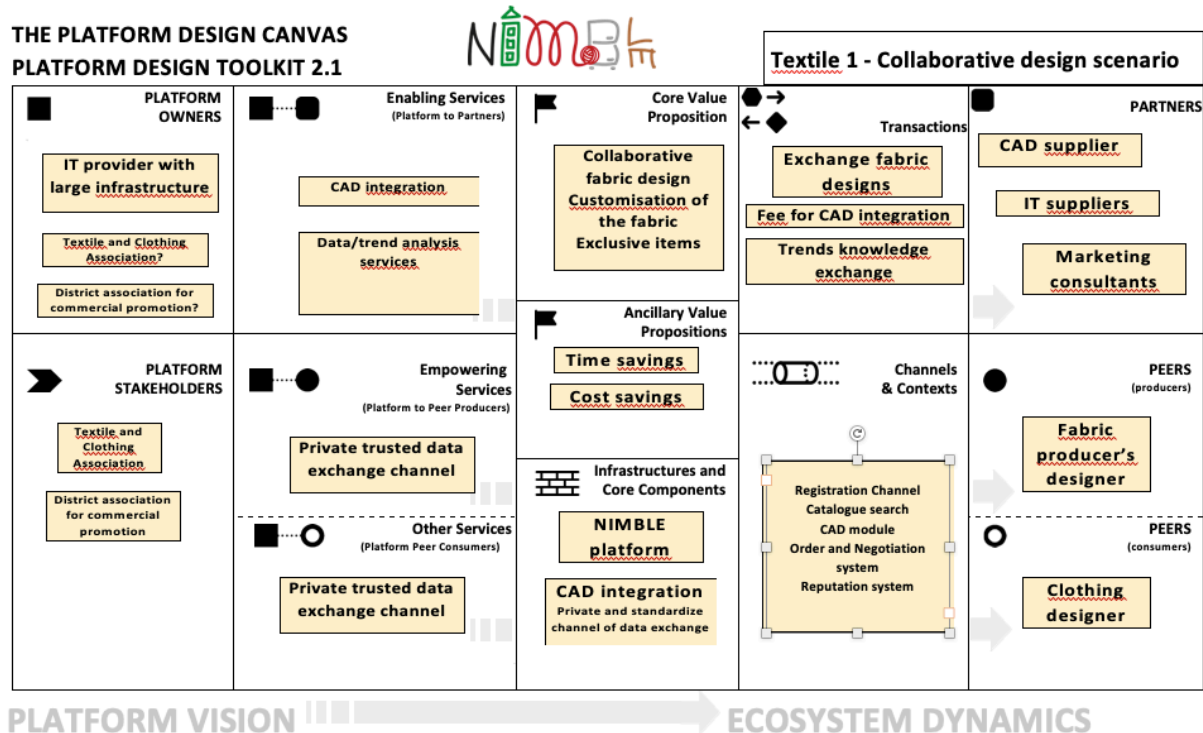 THE PLATFORM DESIGN CANVAS
PLATFORM DESIGN TOOLKIT 2.1
NIMBLE
Textile 1 - Collaborative design scenario
PLATFORM
OWNERS
IT provider with
large infrastructure
Textile and Clothing
Association?
District association for
commercial promotion?
Enabling Services
(Platform to Partners)
CAD integration
Data/trend analysis
services
Core Value
Proposition
Collaborative
fabric design
Customisation of
the fabric
Exclusive items
Transactions
Exchange fabric
designs
Fee for CAD integration
Trends knowledge
exchange
PARTNERS
CAD supplier
IT suppliers
Marketing
consultants
Ancillary Value
Propositions
Time savings
Cost savings
PLATFORM
STAKEHOLDERS
Textile and
Clothing
Association
District association
for commercial
promotion
Empowering
Services
(Platform to Peer Producers)
Private trusted data
exchange channel
Other Services
(Platform Peer Consumers)
Private trusted data
exchange channel
Infrastructures and
Core Components
NIMBLE
platform
CAD integration
Private and standardize
channel of data exchange
Channels
& Contexts
Registration Channel
Catalogue search
CAD module
Order and Negotiation
system
Reputation system
PEERS
(producers)
Fabric
producer's
designer
PEERS
(consumers)
Clothing
designer
PLATFORM VISION
ECOSYSTEM DYNAMICS